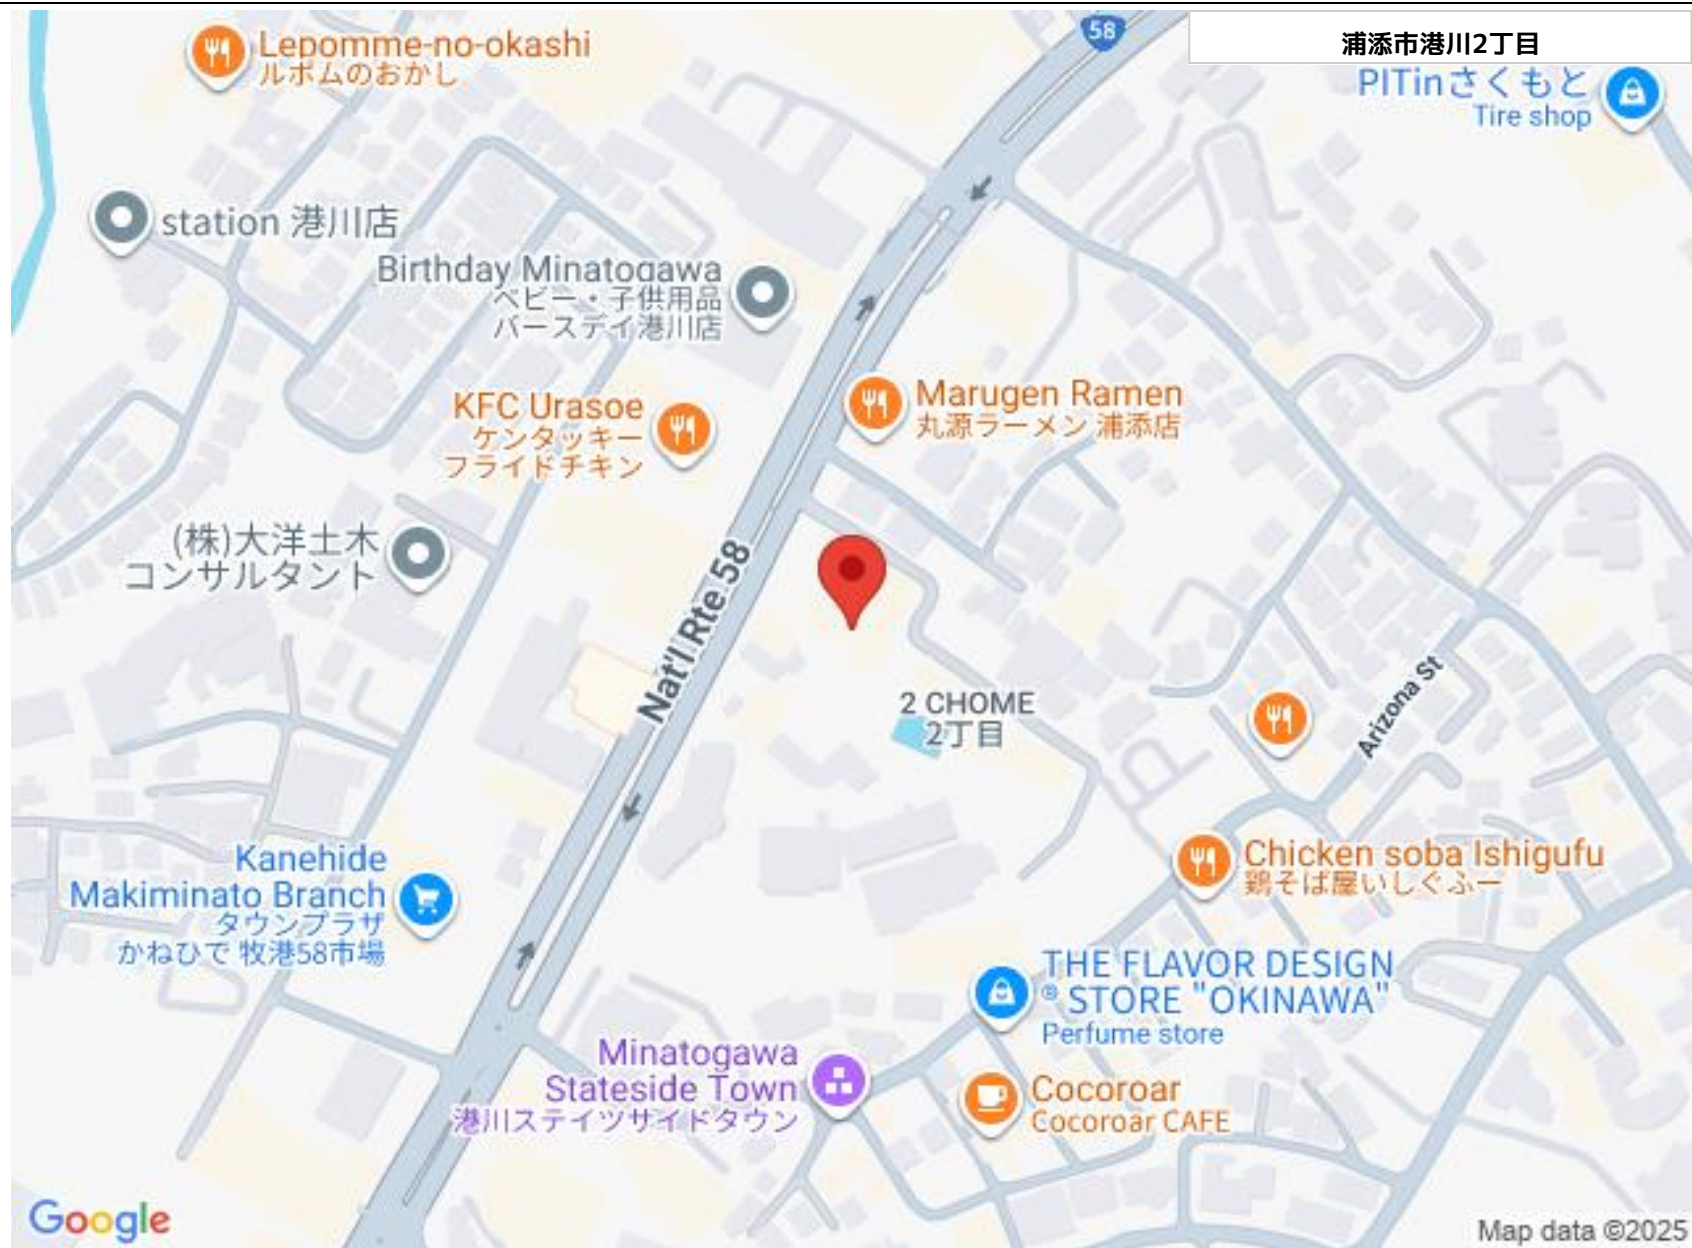 58
浦添市港川2丁目
Lepomme-no-okashi
ルポムのおかし
PITinさくもと
Tire shop
station 港川店
Birthday Minatogawa
ベビー・子供用品
バースデイ港川店
KFC Urasoe
ケンタッキー
フライドチキン
Marugen Ramen
丸源ラーメン 浦添店
(株)大洋土木
コンサルタント
Nat'l Rte 58
2 CHOME
2丁目
Arizona St
Kanehide
Makiminato Branch
タウンプラザ
かねひで 牧港58市場
Chicken soba Ishigufu
鶏そば屋いしぐふー
THE FLAVOR DESIGN
® STORE "OKINAWA"
Perfume store
Minatogawa
Stateside Town
港川ステイツサイドタウン
Cocoroar
Cocoroar CAFE
Google
Map data ©2025